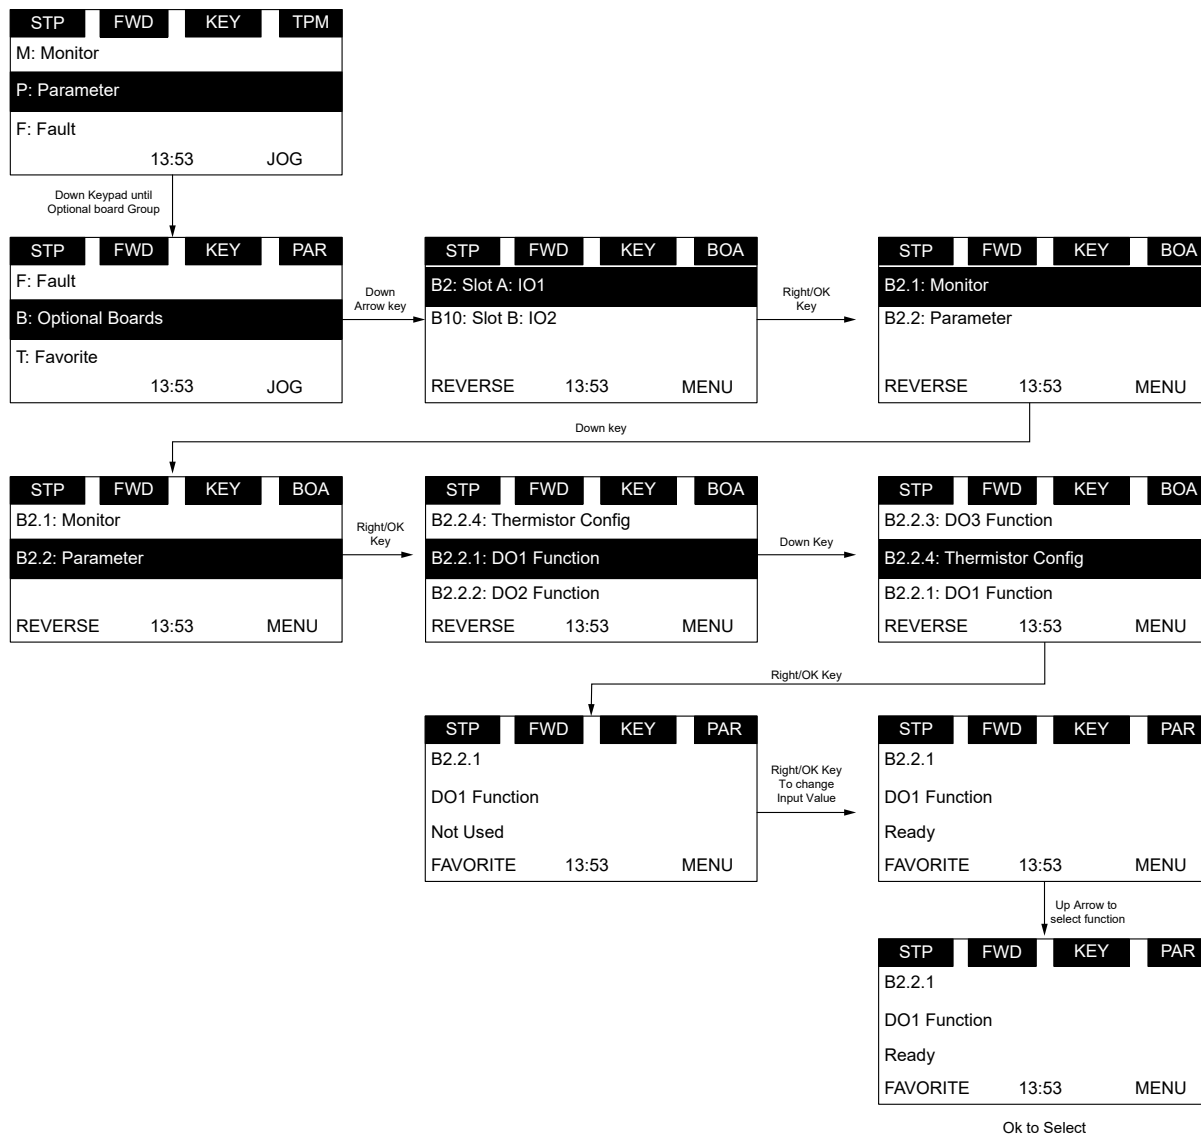 STP FWD KEY TPM
M: Monitor
P: Parameter
F: Fault
13:53 JOG
Down Keypad until
Optional board Group
STP FWD KEY PAR
F: Fault
B: Optional Boards
T: Favorite
13:53 JOG
Down
Arrow key
STP FWD KEY BOA
B2: Slot A: IO1
B10: Slot B: IO2
REVERSE 13:53 MENU
Right/OK
Key
STP FWD KEY BOA
B2.1: Monitor
B2.2: Parameter
REVERSE 13:53 MENU
Down key
STP FWD KEY BOA
B2.1: Monitor
B2.2: Parameter
REVERSE 13:53 MENU
Right/OK
Key
STP FWD KEY BOA
B2.2.4: Thermistor Config
B2.2.1: DO1 Function
B2.2.2: DO2 Function
REVERSE 13:53 MENU
Down Key
STP FWD KEY BOA
B2.2.3: DO3 Function
B2.2.4: Thermistor Config
B2.2.1: DO1 Function
REVERSE 13:53 MENU
Right/OK Key
STP FWD KEY PAR
B2.2.1
DO1 Function
Not Used
FAVORITE 13:53 MENU
Right/OK Key
To change
Input Value
STP FWD KEY PAR
B2.2.1
DO1 Function
Ready
FAVORITE 13:53 MENU
Up Arrow to
select function
STP FWD KEY PAR
B2.2.1
DO1 Function
Ready
FAVORITE 13:53 MENU
Ok to Select